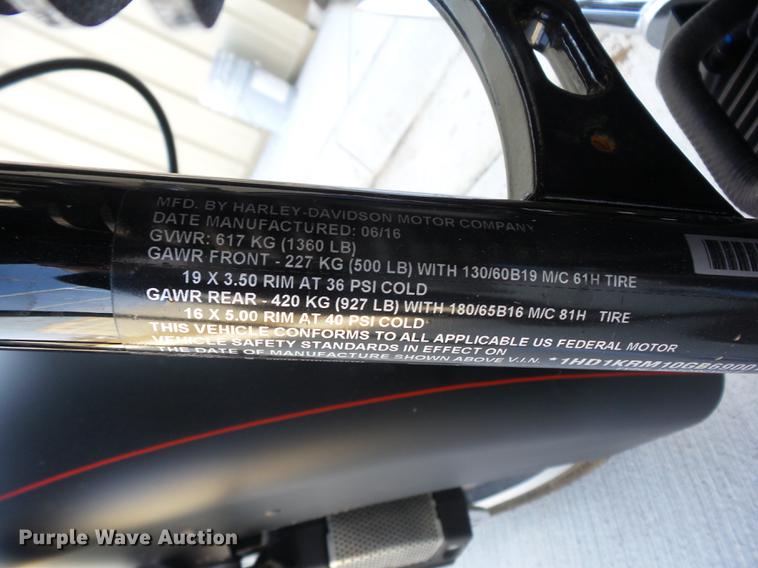 MFD. BY HARLEY-DAVIDSON MOTOR COMPANY
DATE MANUFACTURED: 06/16
GVWR: 617 KG (1360 LB)
GAWR FRONT - 227 KG (500 LB) WITH 130/60B19 M/C 61H TIRE
19 X 3.50 RIM AT 36 PSI COLD
GAWR REAR - 420 KG (927 LB) WITH 180/65B16 M/C 81H TIRE
16 X 5.00 RIM AT 40 PSI COLD
THIS VEHICLE CONFORMS TO ALL APPLICABLE US FEDERAL MOTOR
VEHICLE SAFETY STANDARDS IN EFFECT ON
THE DATE OF MANUFACTURE SHOWN ABOVE V.I.N. *1HD1KRM10GB6900
Purple Wave Auction